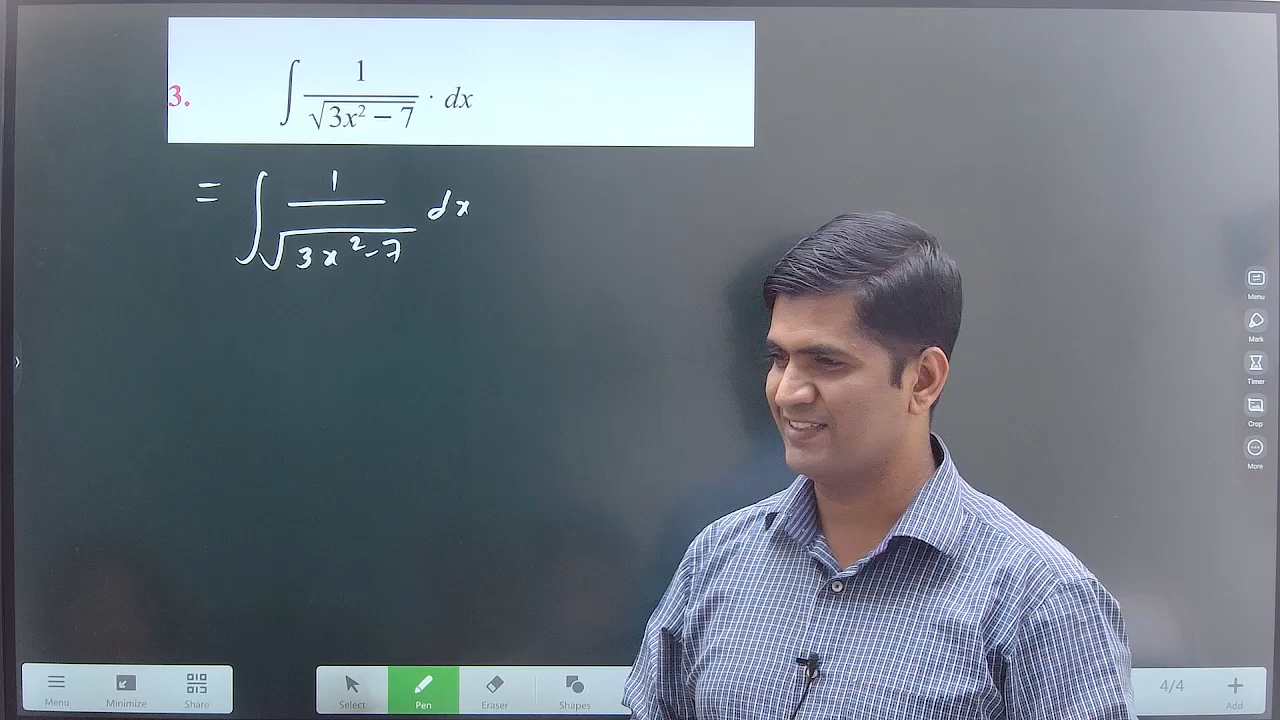 3. ∫ 1/√(3x² − 7) · dx
= ∫ 1/√(3x²-7) dx
Menu
Mark
Timer
Crop
More
Menu Minimize Share Select Pen Eraser Shapes 4/4 Add